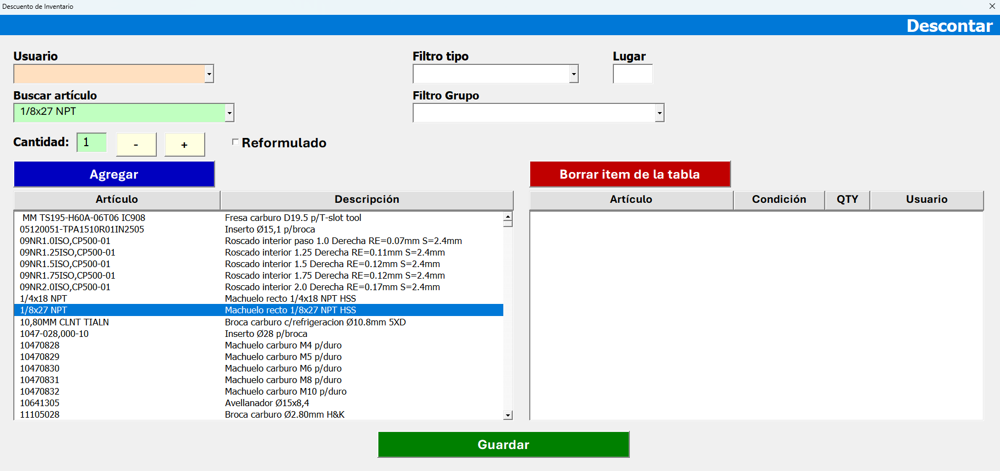 Descuento de Inventario
Descontar
Usuario
Filtro tipo
Lugar
Buscar artículo
Filtro Grupo
1/8x27 NPT
Cantidad: 1 - +
Reformulado
Agregar
Borrar item de la tabla
Artículo Descripción
MM TS195-H60A-06T06 IC908 Fresa carburo D19.5 p/T-slot tool
05120051-TPA1510R01IN2505 Inserto Ø15,1 p/broca
09NR1.0ISO,CP500-01 Roscado interior paso 1.0 Derecha RE=0.07mm S=2.4mm
09NR1.25ISO,CP500-01 Roscado interior 1.25 Derecha RE=0.11mm S=2.4mm
09NR1.5ISO,CP500-01 Roscado interior 1.5 Derecha RE=0.12mm S=2.4mm
09NR1.75ISO,CP500-01 Roscado interior 1.75 Derecha RE=0.12mm S=2.4mm
09NR2.0ISO,CP500-01 Roscado interior 2.0 Derecha RE=0.17mm S=2.4mm
1/4x18 NPT Machuelo recto 1/4x18 NPT HSS
1/8x27 NPT Machuelo recto 1/8x27 NPT HSS
10,80MM CLNT TIALN Broca carburo c/refrigeracion Ø10.8mm 5XD
1047-028,000-10 Inserto Ø28 p/broca
10470828 Machuelo carburo M4 p/duro
10470829 Machuelo carburo M5 p/duro
10470830 Machuelo carburo M6 p/duro
10470831 Machuelo carburo M8 p/duro
10470832 Machuelo carburo M10 p/duro
10641305 Avellanador Ø15x8,4
11105028 Broca carburo Ø2.80mm H&K
Artículo Condición QTY Usuario
Guardar